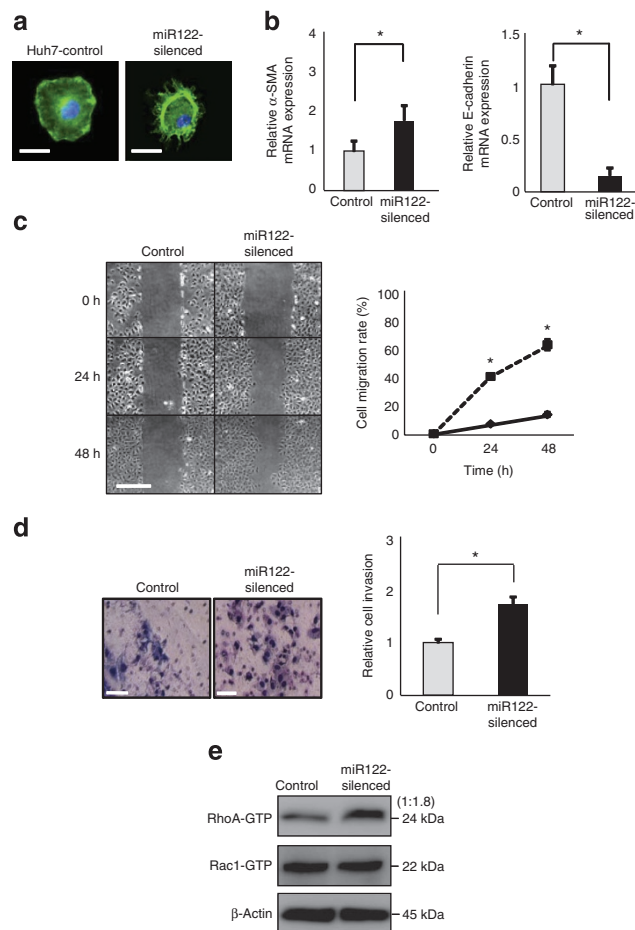 a
Huh7-control
miR122-
silenced
b
Relative α-SMA
mRNA expression
4
3
2
1
0
*
Control
miR122-
silenced
Relative E-cadherin
mRNA expression
1.5
1
0.5
0
*
Control
miR122-
silenced
c
Control
miR122-
silenced
0 h
24 h
48 h
Cell migration rate (%)
100
80
60
40
20
0
*
*
0
24
48
Time (h)
d
Control
miR122-
silenced
Relative cell invasion
3
2
1
0
*
Control
miR122-
silenced
e
Control
miR122-
silenced
(1:1.8)
RhoA-GTP
24 kDa
Rac1-GTP
22 kDa
β-Actin
45 kDa